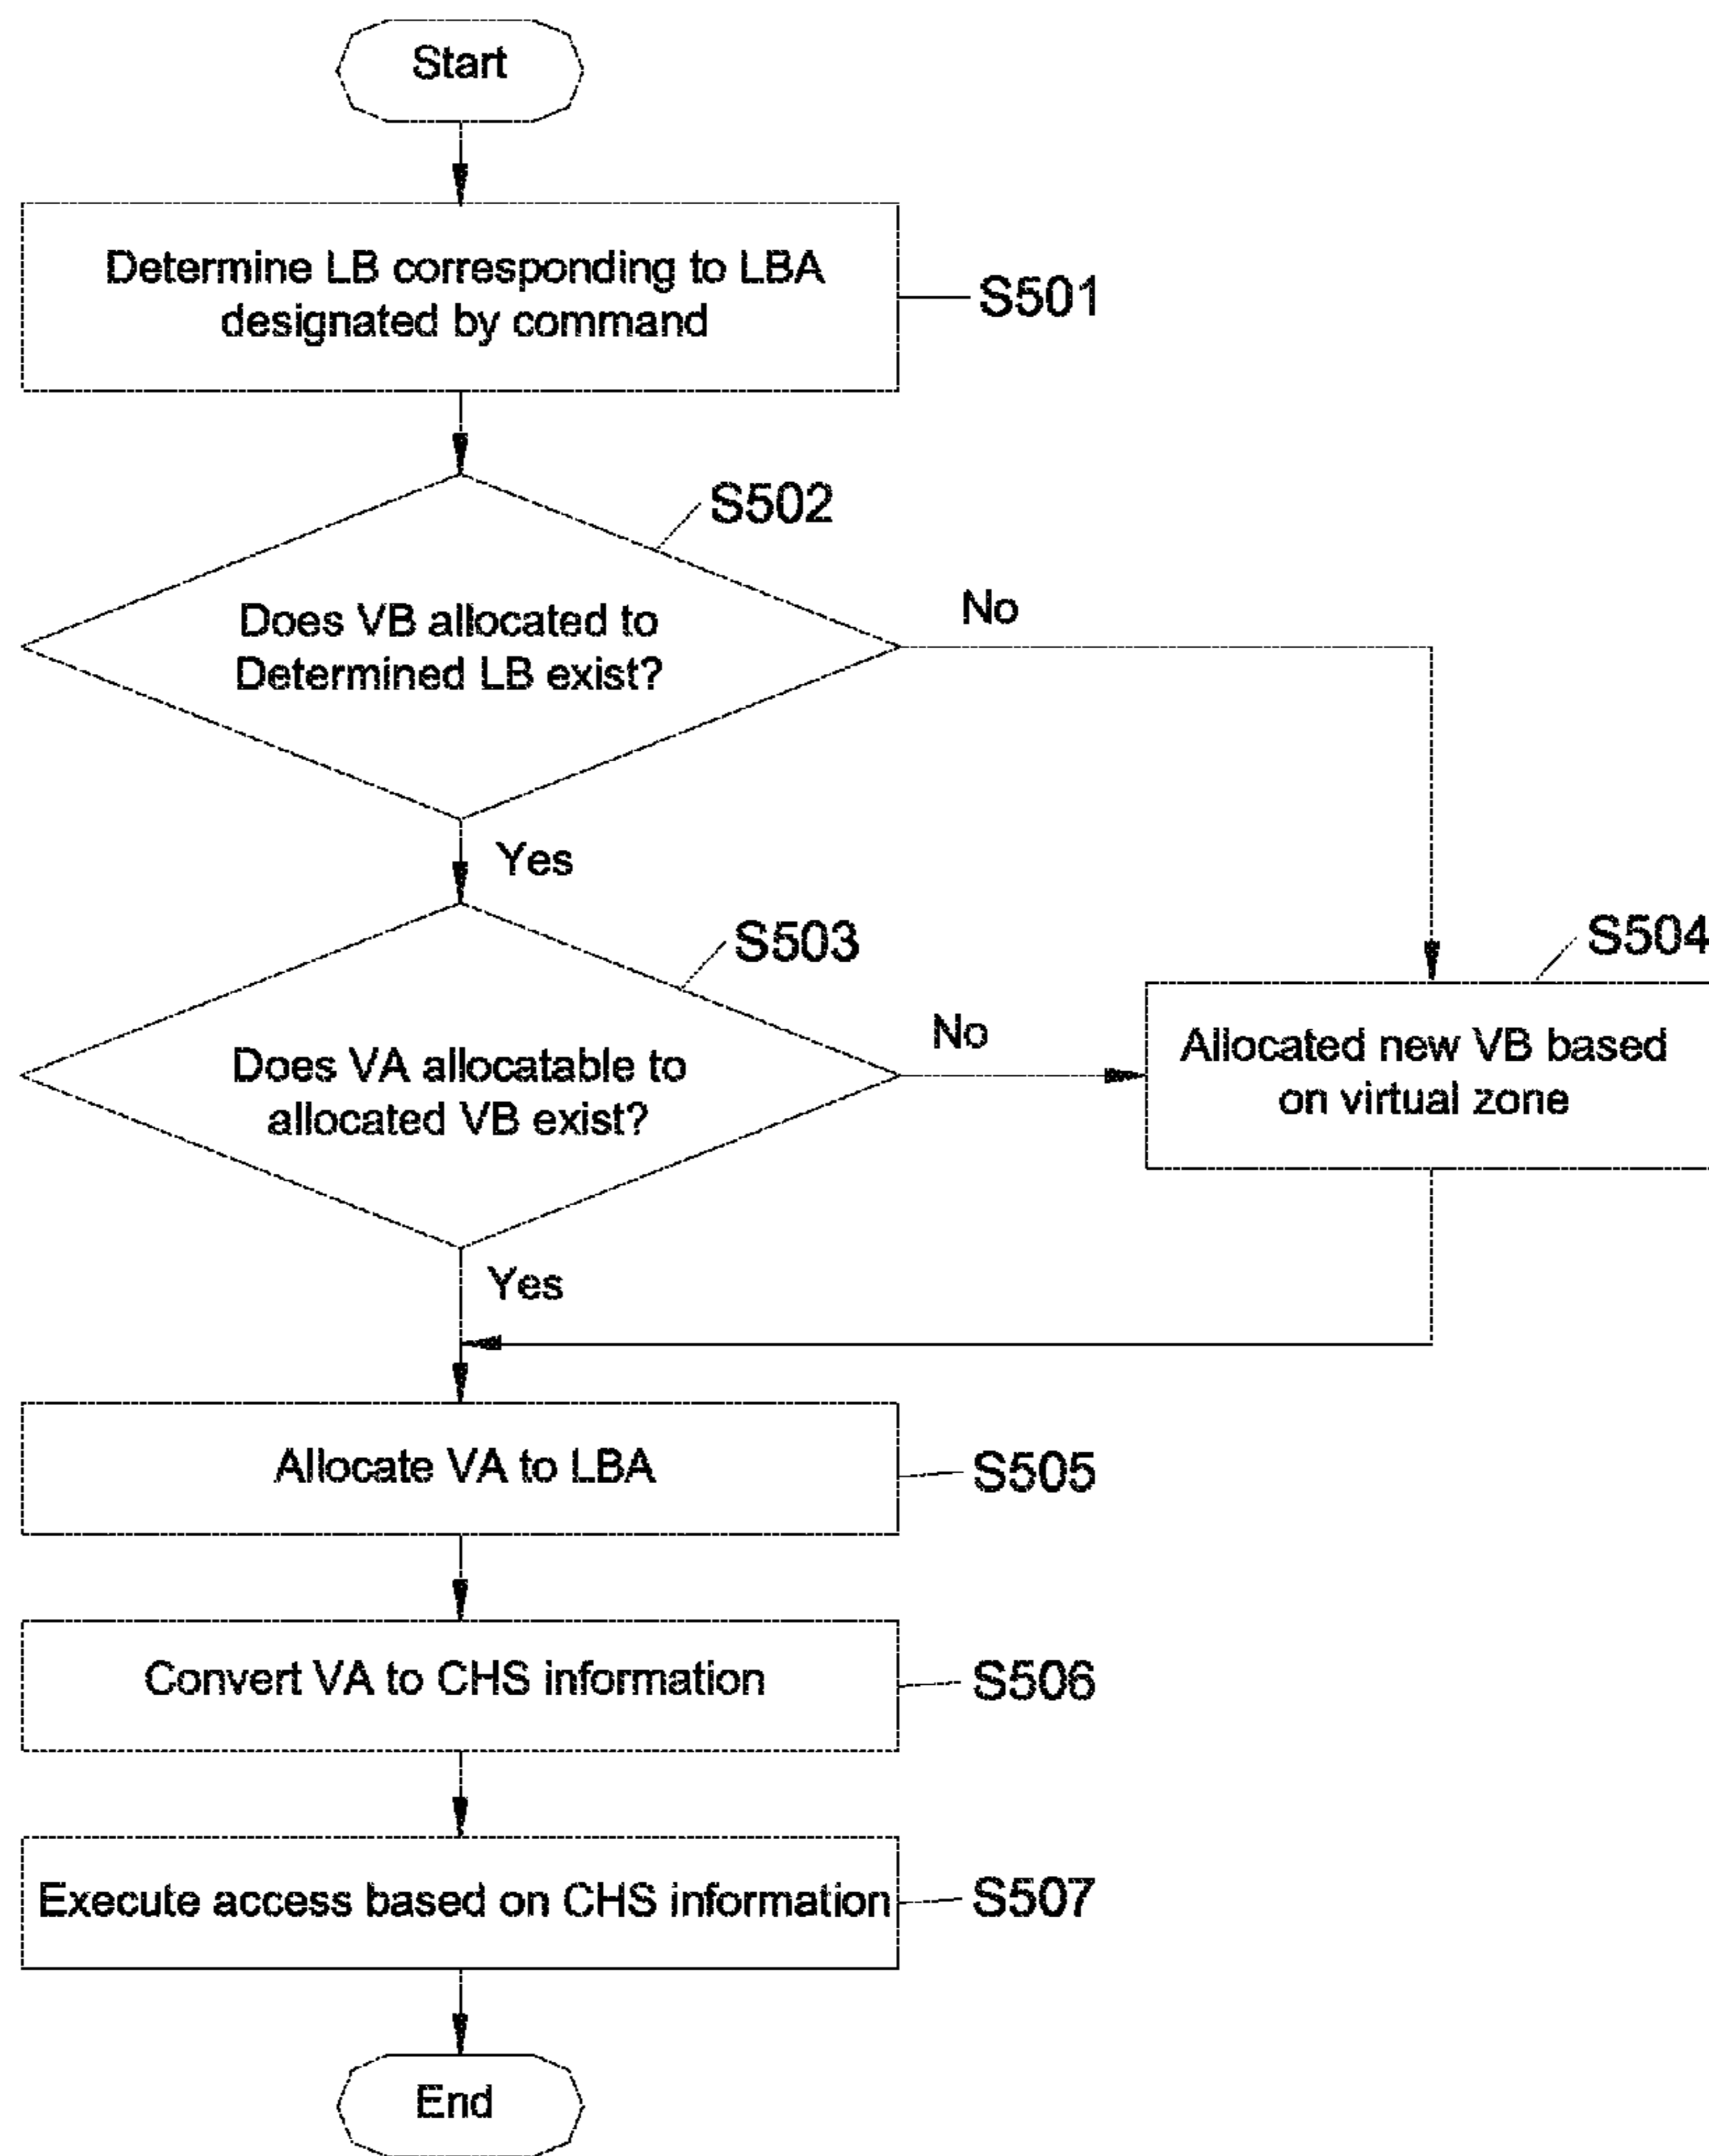 Start
Determine LB corresponding to LBA
designated by command
S501
S502
Does VB allocated to
Determined LB exist?
No
Yes
S503
S504
Does VA allocatable to
allocated VB exist?
No
Allocated new VB based
on virtual zone
Yes
Allocate VA to LBA
S505
Convert VA to CHS information
S506
Execute access based on CHS information
S507
End